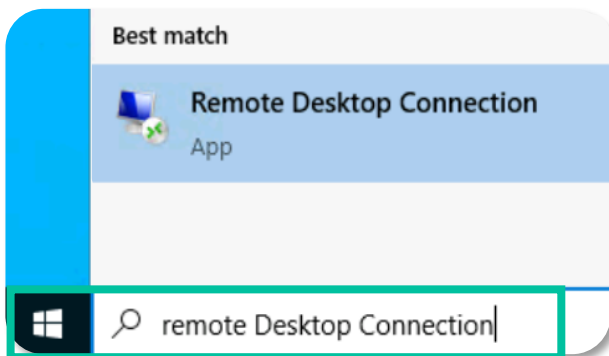 Best match
Remote Desktop Connection
App
remote Desktop Connection